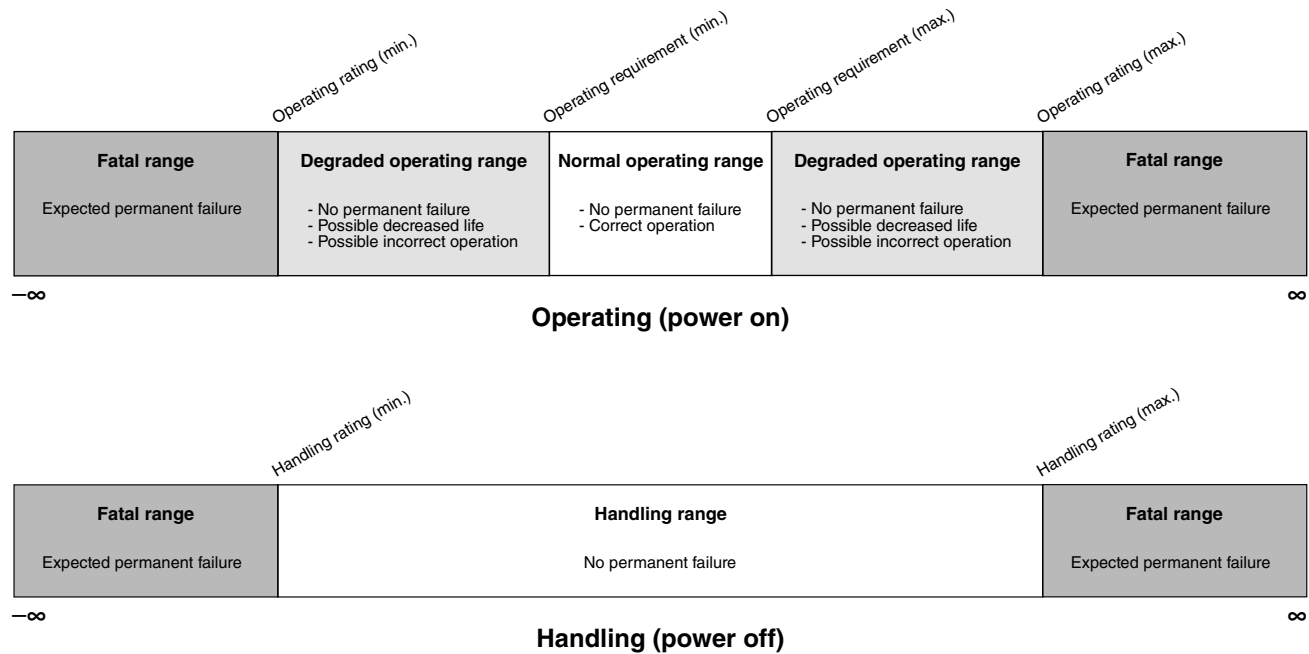 Operating rating (min.)
Operating requirement (min.)
Operating requirement (max.)
Operating rating (max.)
Fatal range
Expected permanent failure
Degraded operating range
- No permanent failure
- Possible decreased life
- Possible incorrect operation
Normal operating range
- No permanent failure
- Correct operation
Degraded operating range
- No permanent failure
- Possible decreased life
- Possible incorrect operation
Fatal range
Expected permanent failure
–∞
∞
Operating (power on)
Handling rating (min.)
Handling rating (max.)
Fatal range
Expected permanent failure
Handling range
No permanent failure
Fatal range
Expected permanent failure
–∞
∞
Handling (power off)